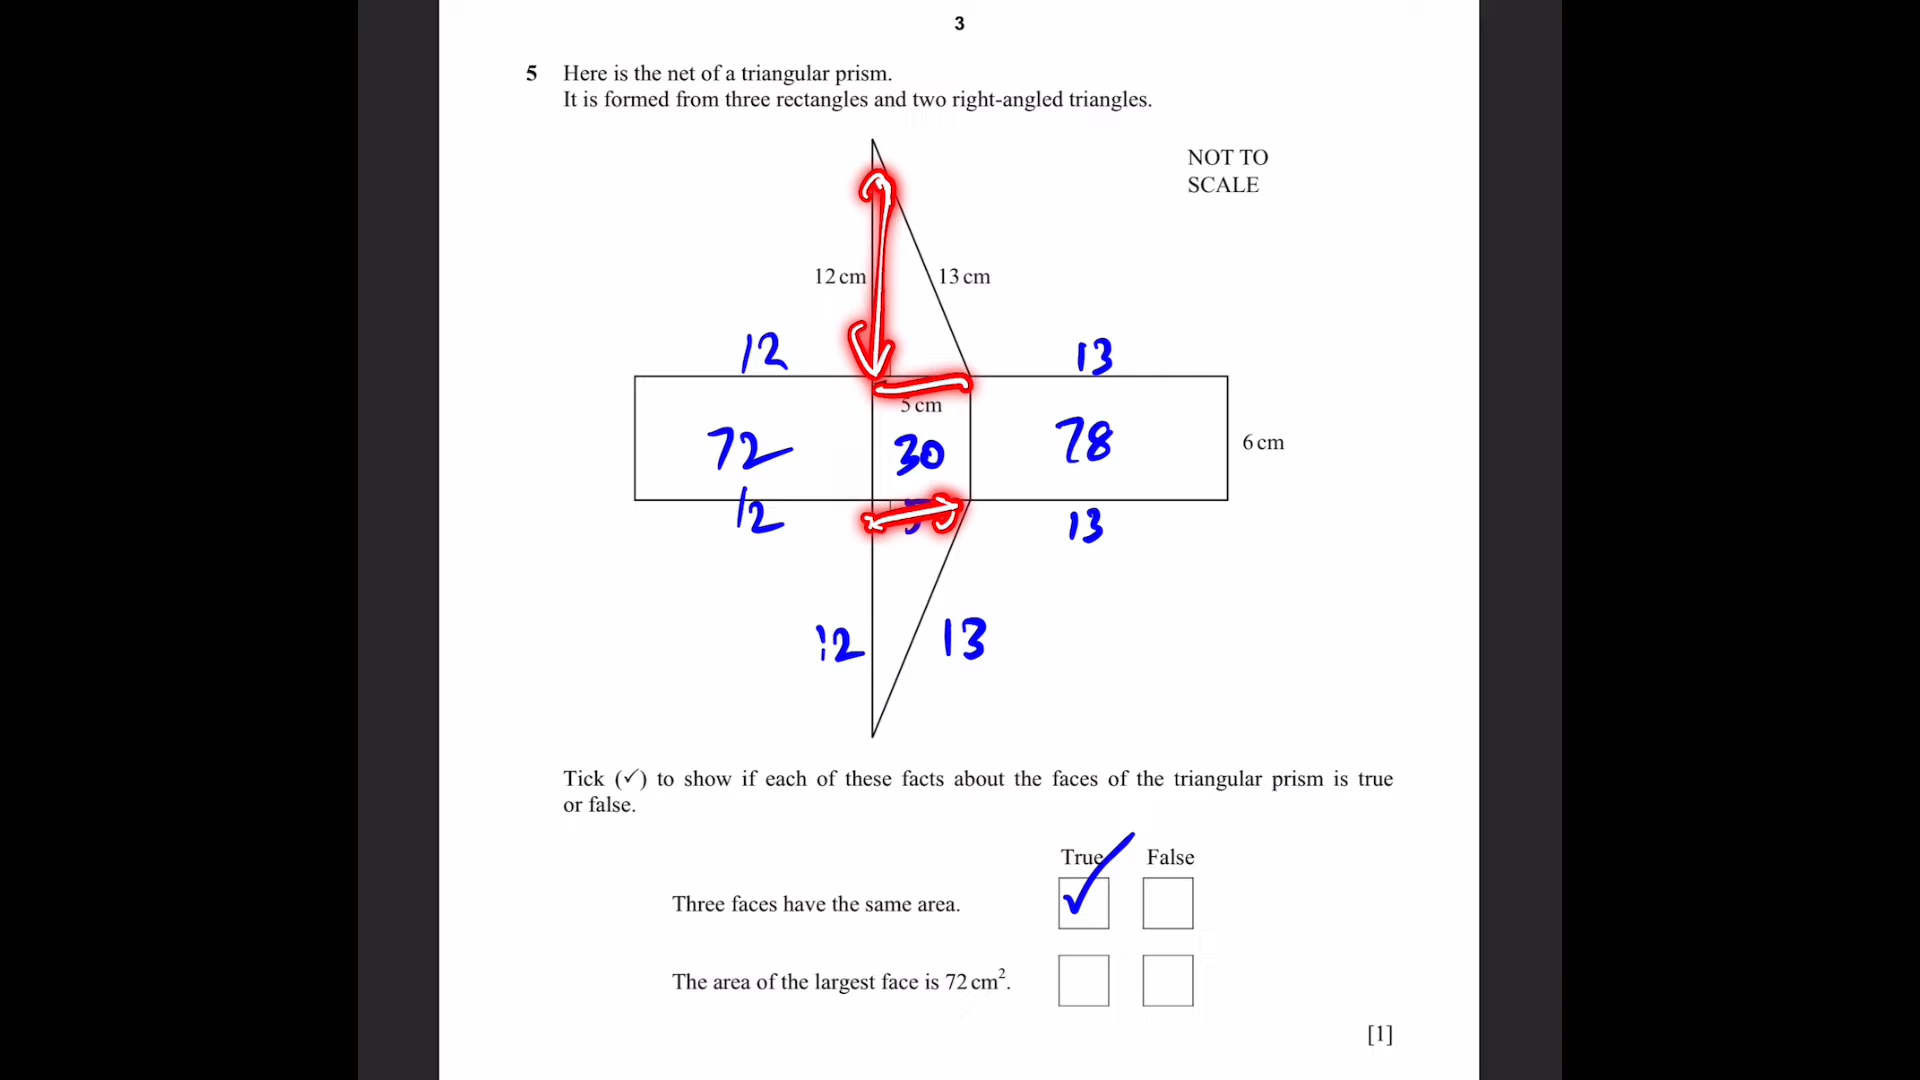 3
5 Here is the net of a triangular prism.
It is formed from three rectangles and two right-angled triangles.
NOT TO
SCALE
12 cm
13 cm
12
13
5 cm
72
30
78
6 cm
12
5
13
12
13
Tick (✓) to show if each of these facts about the faces of the triangular prism is true
or false.
True False
Three faces have the same area. ✓
The area of the largest face is 72 cm².
[1]